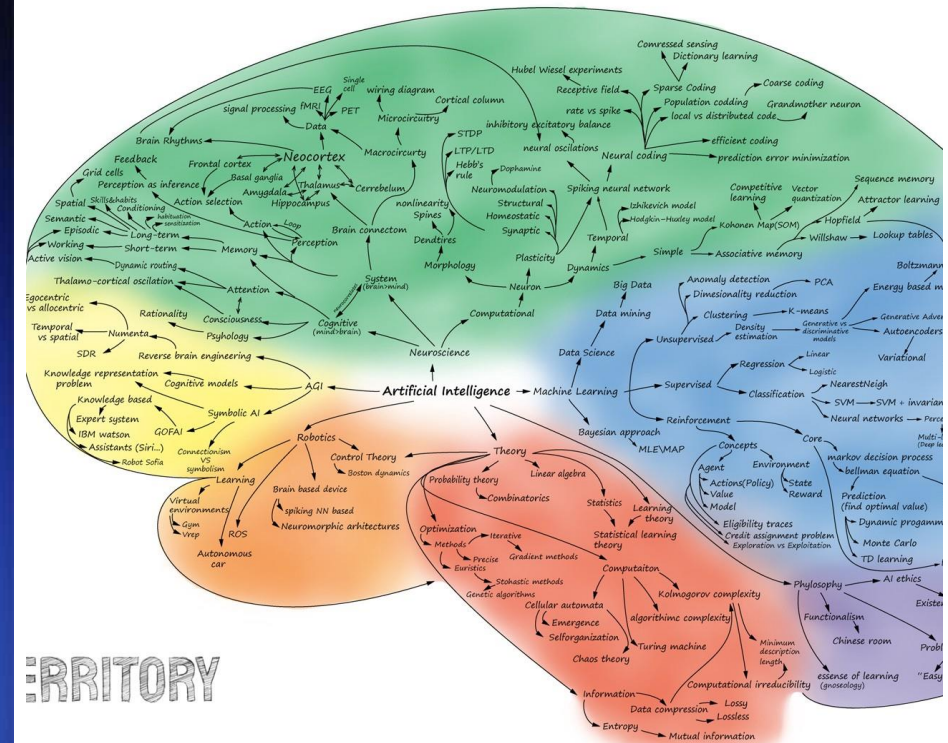 Comressed sensing
Dictionary learning
Hubel Wiesel experiments
Receptive field
Sparse Coding
Population codding
Coarse coding
rate vs spike
local vs distributed code
Grandmother neuron
inhibitory excitatory balance
efficient coding
neural oscilations
Neural coding
prediction error minimization
Single cell
EEG
wiring diagram
fMRI
PET
Cortical column
signal processing
Microcircuitry
Data
STDP
Brain Rhythms
Macrocircurty
LTP/LTD
Neocortex
Hebb's rule
Feedback
Frontal cortex
Dophamine
Grid cells
Basal ganglia
Thalamus
Cerrebelum
Perception as inference
Amygdala
Neuromodulation
Spiking neural network
Hippocampus
Skills&habits
Action selection
nonlinearity
Structural
Spatial
Conditioning
Spines
Homeostatic
Izhikevich model
Hodgkin-Huxley model
Semantic
habituation
sensitization
Action
Loop
Brain connectom
Synaptic
Temporal
Episodic
Long-term
Perception
Dendtires
Working
Short-term
Memory
Plasticity
Active vision
Dynamic routing
Morphology
Dynamics
Simple
Thalamo-cortical oscilation
Attention
System
(brain>mind)
Neuron
Competitive learning
Vector quantization
Sequence memory
Attractor learning
Kohonen Map(SOM)
Hopfield
Willshaw
Lookup tables
Associative memory
Rationality
Consciousness
Computational
Psyhology
Cognitive
(mind>brain)
Neuroscience
Egocentric
vs allocentric
Temporal
vs spatial
Numenta
SDR
Reverse brain engineering
Knowledge representation
problem
Cognitive models
AGI
Knowledge based
Symbolic AI
Expert system
GOFAI
IBM watson
Assistants (Siri...)
Connectionism
VS
symbolism
Robot Sofia
Artificial Intelligence
Machine Learning
Big Data
Data mining
Data Science
Anomaly detection
Dimesionality reduction
PCA
Boltzmann
Energy based m
Clustering
K-means
Unsupervised
Density
estimation
Generative vs
discriminative
models
Generative Adver
Autoencoders
Variational
Regression
Linear
Logistic
Supervised
Classification
NearestNeigh
SVM
SVM + invarian
Neural networks
Perce
Multi-
(Deep le
Reinforcement
Bayesian approach
MLE\MAP
Concepts
Core
Agent
Environment
markov decision process
bellman equation
Actions(Policy)
State
Value
Reward
Model
Prediction
(find optimal value)
Eligibility traces
Dynamic progamm
Credit assignment problem
Exploration vs Exploitation
Monte Carlo
TD learning
Robotics
Control Theory
Learning
Boston dynamics
Brain based device
Virtual
environments
spiking NN based
Gym
ROS
Neuromorphic arhitectures
Vrep
Autonomous
car
Theory
Probability theory
Linear algebra
Combinatorics
Statistics
Learning
theory
Optimization
Statistical learning
theory
Methods
Iterative
Precise
Gradient methods
Euristics
Computaiton
Stohastic methods
Genetic algorithms
Kolmogorov complexity
Cellular automata
algorithimc complexity
Emergence
Selforganization
Turing machine
Minimum
description
length
Chaos theory
Computational irreducibility
Information
Data compression
Lossy
Lossless
Entropy
Mutual information
Phylosophy
AI ethics
Existe
Functionalism
Chinese room
Probl
essense of learning
(gnoseology)
"Easy
ERRITORY